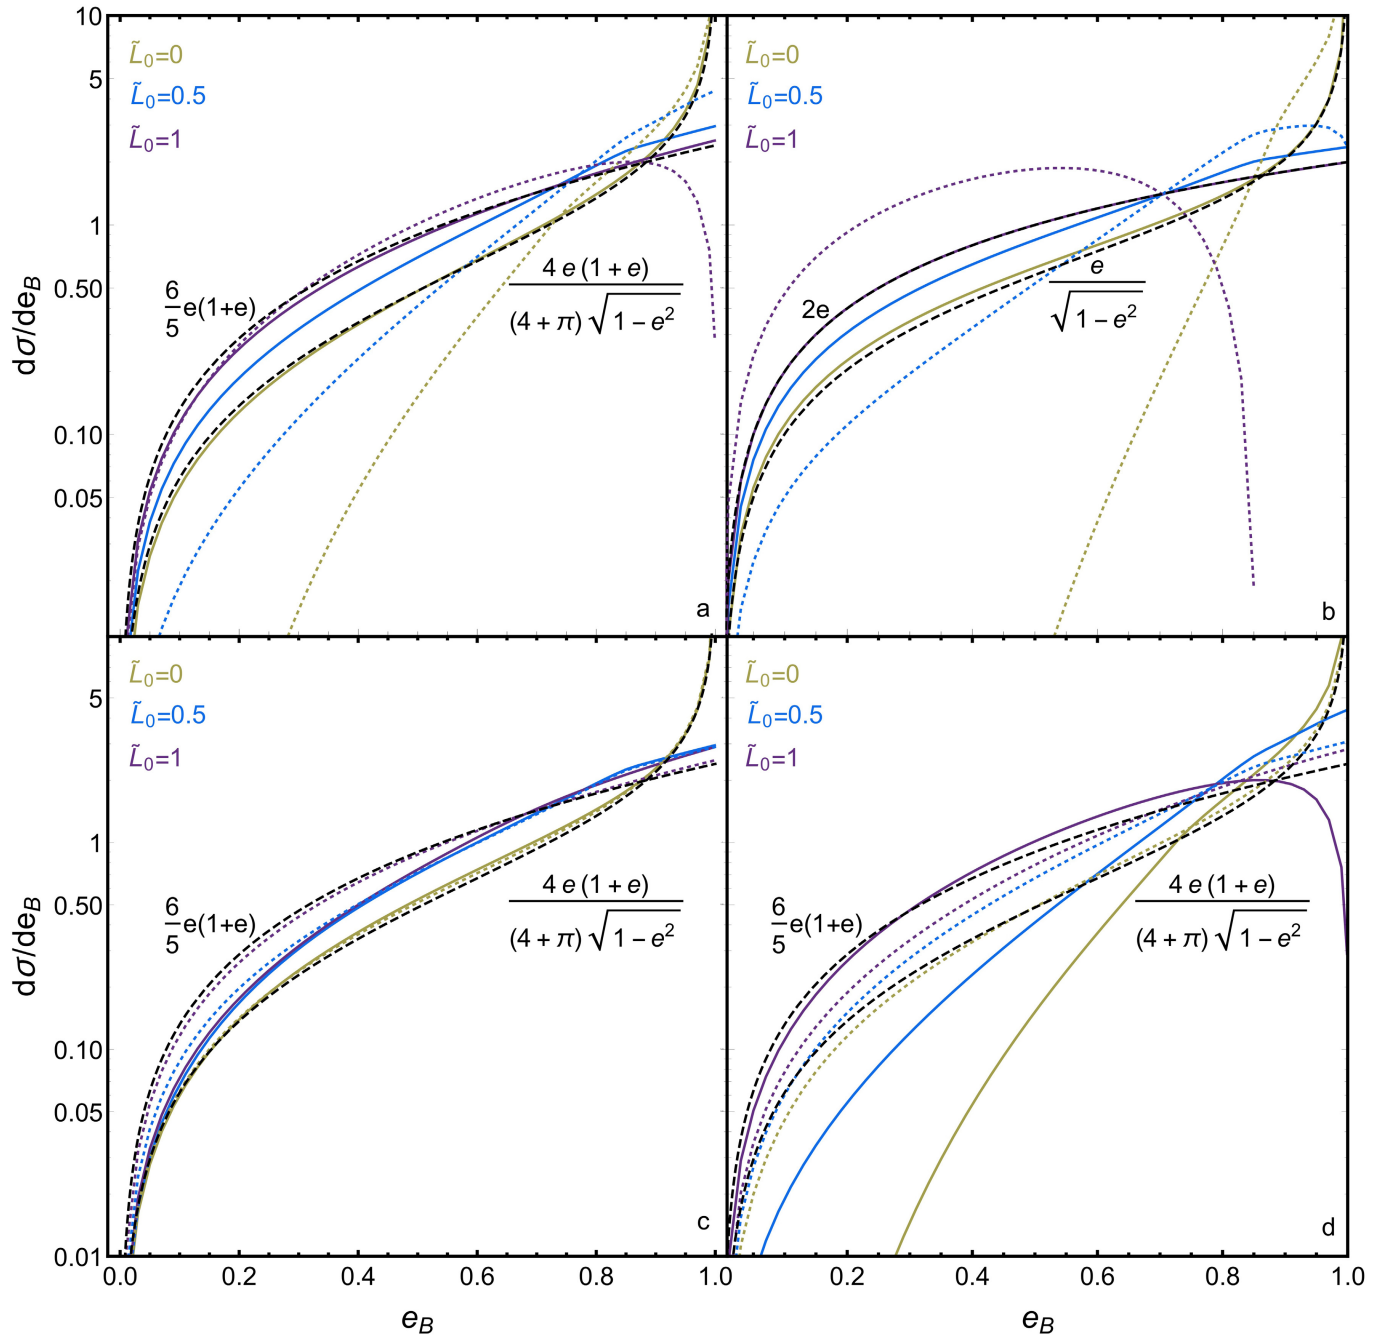 10
5
1
0.50
0.10
0.05
dσ/de_B
L̃₀=0
L̃₀=0.5
L̃₀=1
6/5 e(1+e)
4 e (1 + e) / ((4 + π) √(1 − e²))
a
L̃₀=0
L̃₀=0.5
L̃₀=1
2e
e / √(1 − e²)
b
5
1
0.50
0.10
0.05
0.01
dσ/de_B
L̃₀=0
L̃₀=0.5
L̃₀=1
6/5 e(1+e)
4 e (1 + e) / ((4 + π) √(1 − e²))
c
L̃₀=0
L̃₀=0.5
L̃₀=1
6/5 e(1+e)
4 e (1 + e) / ((4 + π) √(1 − e²))
d
0.0 0.2 0.4 0.6 0.8 1.0 0.2 0.4 0.6 0.8 1.0
e_B e_B